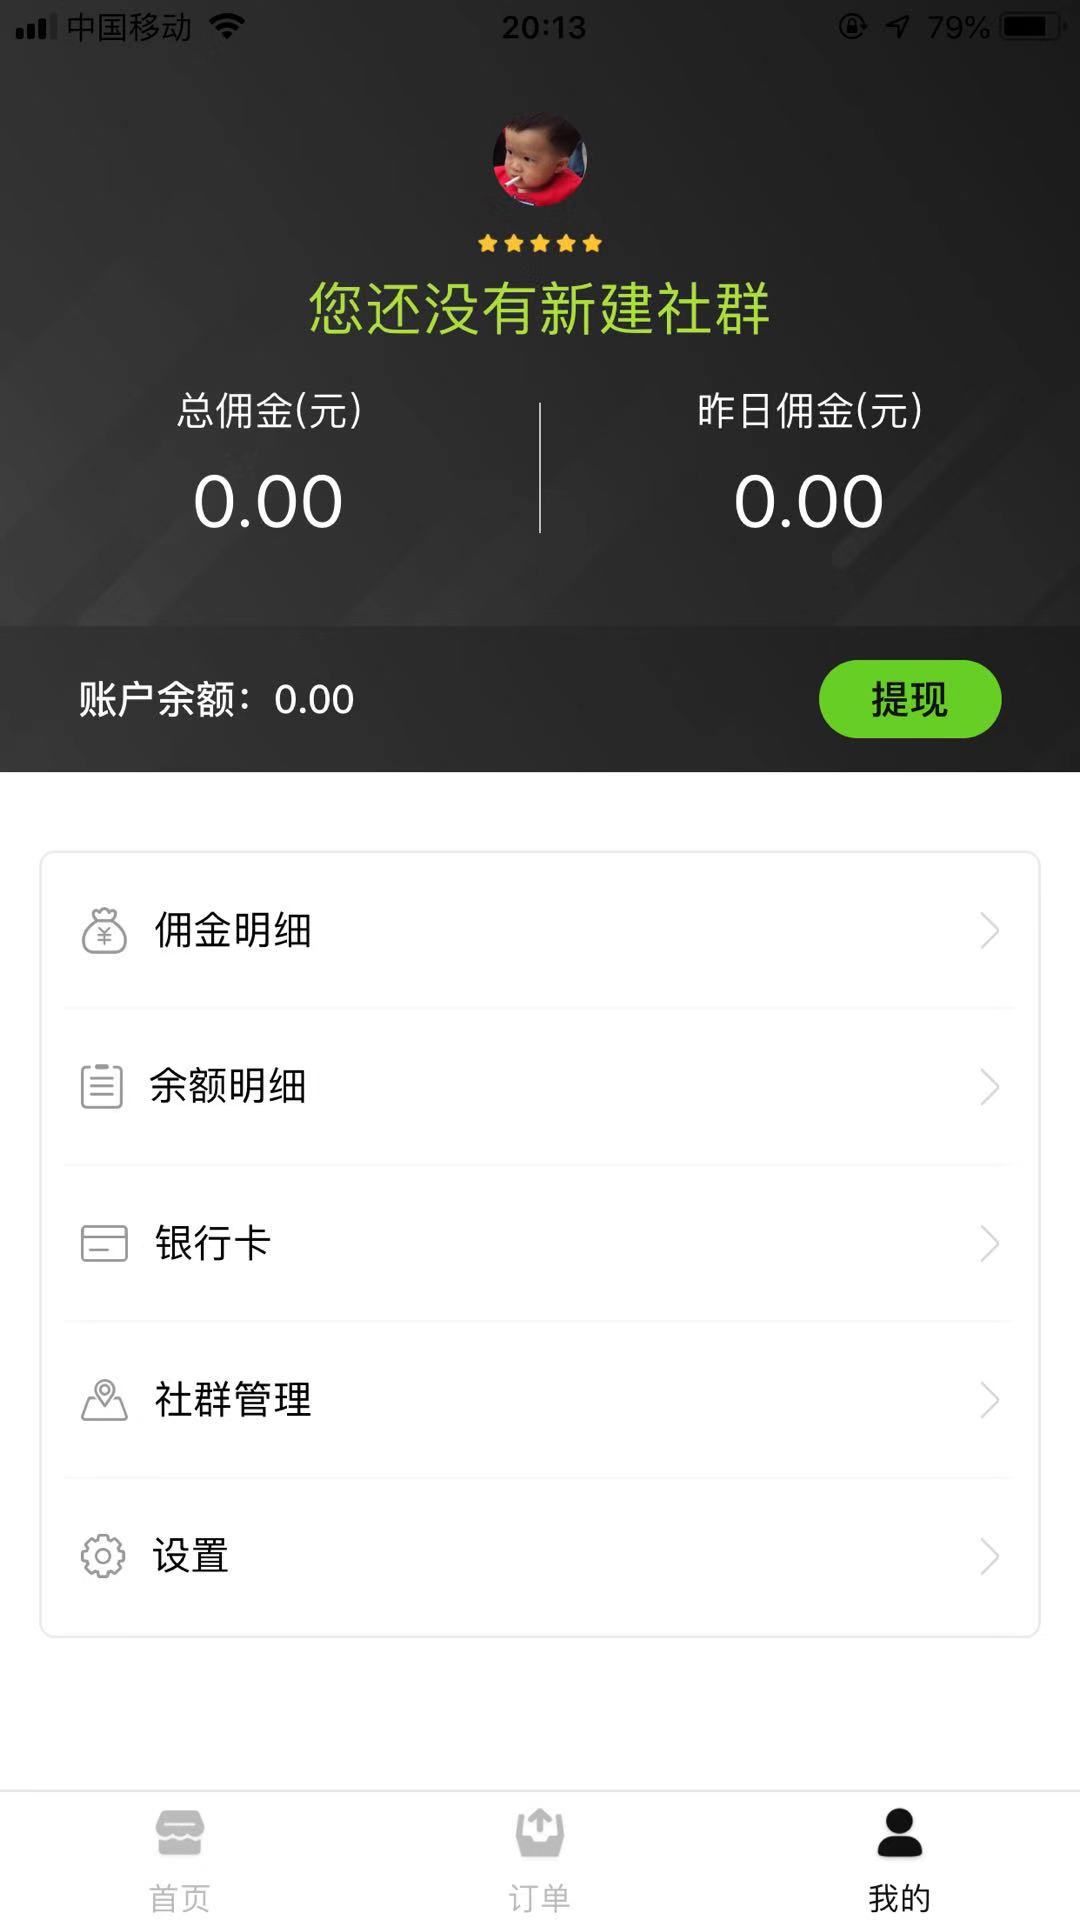 中国移动 20:13 79%
您还没有新建社群
总佣金(元) 昨日佣金(元)
0.00 0.00
账户余额：0.00 提现
佣金明细
余额明细
银行卡
社群管理
设置
首页 订单 我的